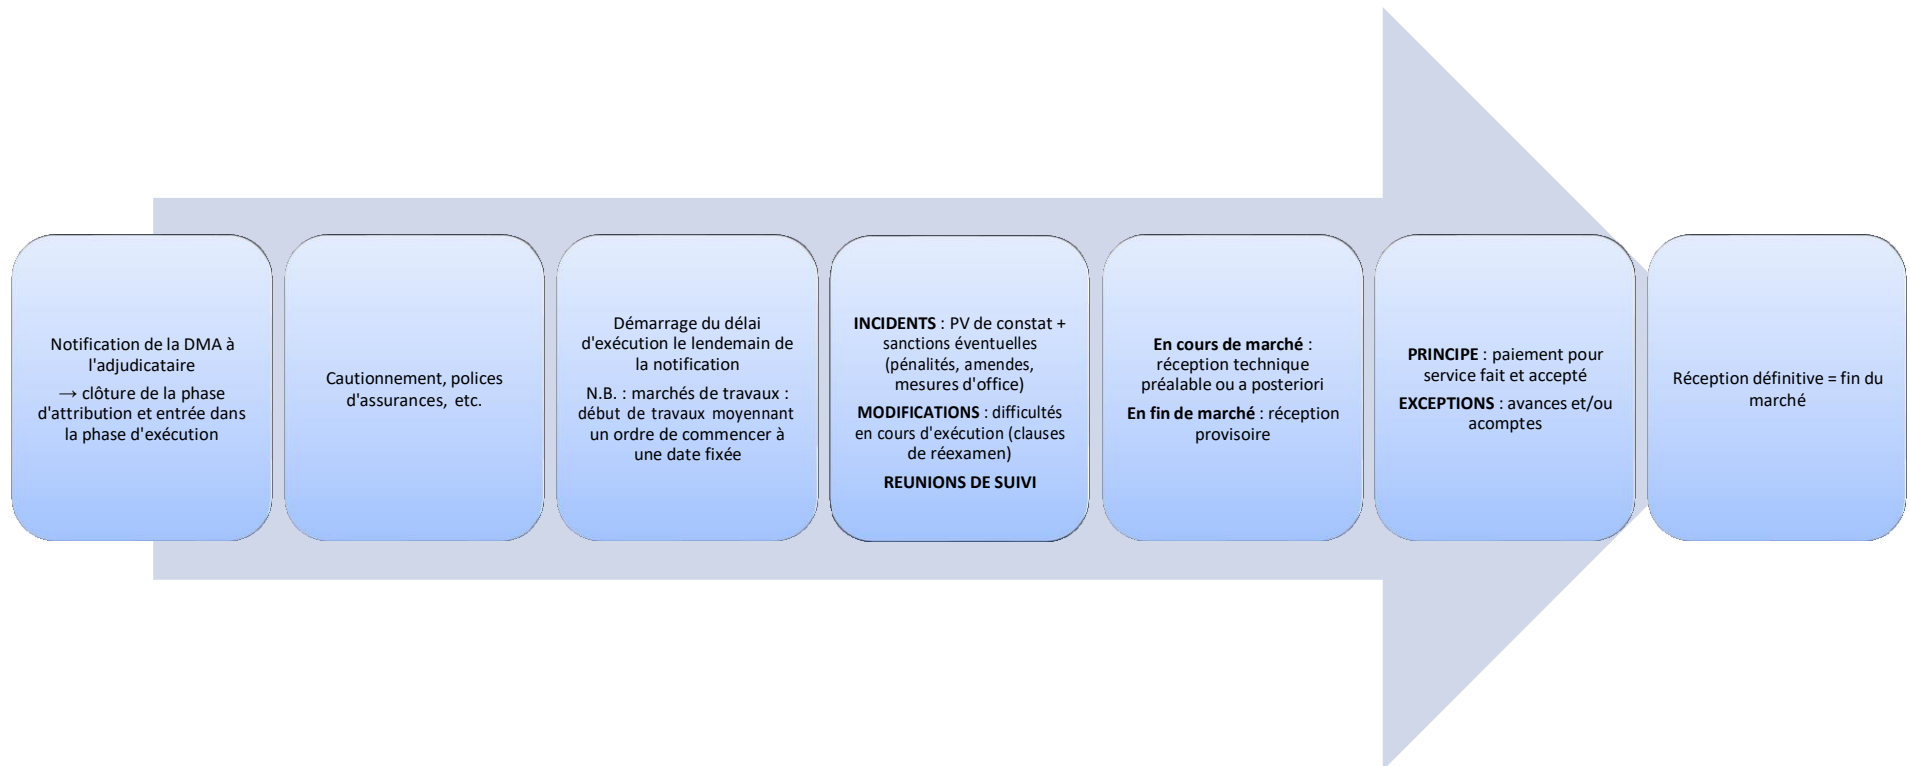 Notification de la DMA à
l'adjudicataire
→ clôture de la phase
d'attribution et entrée dans
la phase d'exécution
Cautionnement, polices
d'assurances, etc.
Démarrage du délai
d'exécution le lendemain de
la notification
N.B. : marchés de travaux :
début de travaux moyennant
un ordre de commencer à
une date fixée
INCIDENTS : PV de constat +
sanctions éventuelles
(pénalités, amendes,
mesures d'office)
MODIFICATIONS : difficultés
en cours d'exécution (clauses
de réexamen)
REUNIONS DE SUIVI
En cours de marché :
réception technique
préalable ou a posteriori
En fin de marché : réception
provisoire
PRINCIPE : paiement pour
service fait et accepté
EXCEPTIONS : avances et/ou
acomptes
Réception définitive = fin du
marché